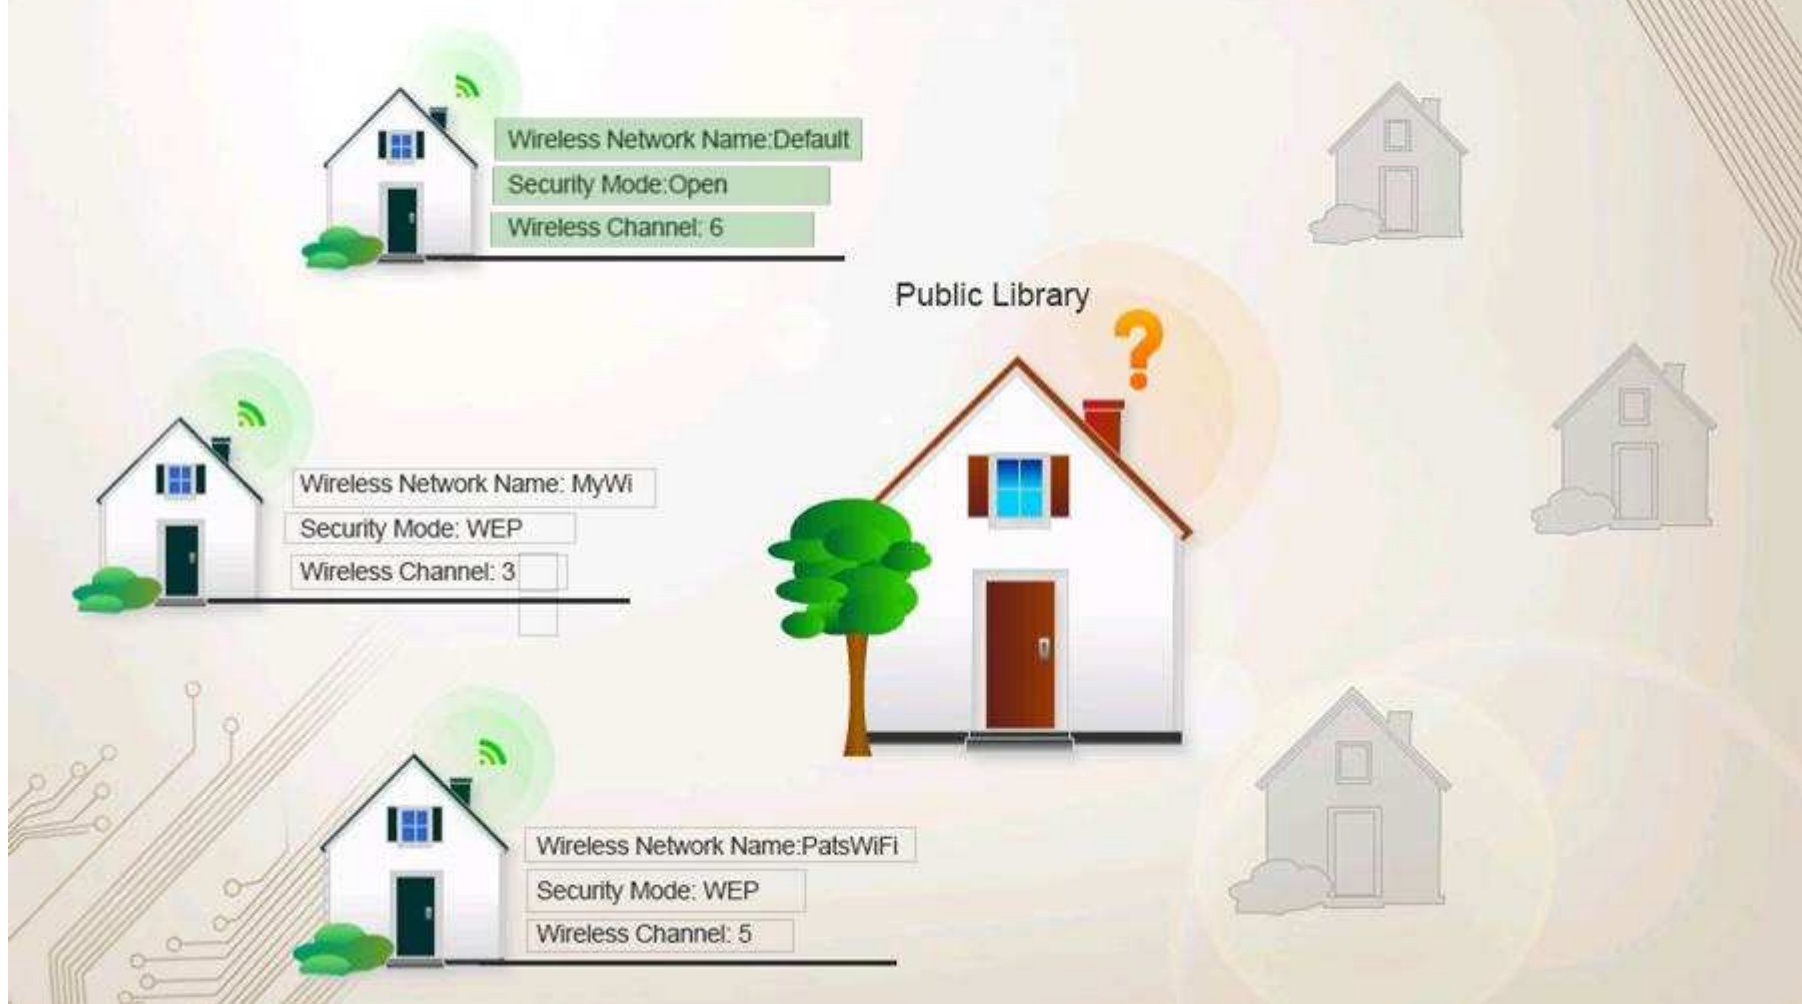 Wireless Network Name:Default
Security Mode:Open
Wireless Channel: 6
Public Library
?
Wireless Network Name: MyWi
Security Mode: WEP
Wireless Channel: 3
Wireless Network Name:PatsWiFi
Security Mode: WEP
Wireless Channel: 5